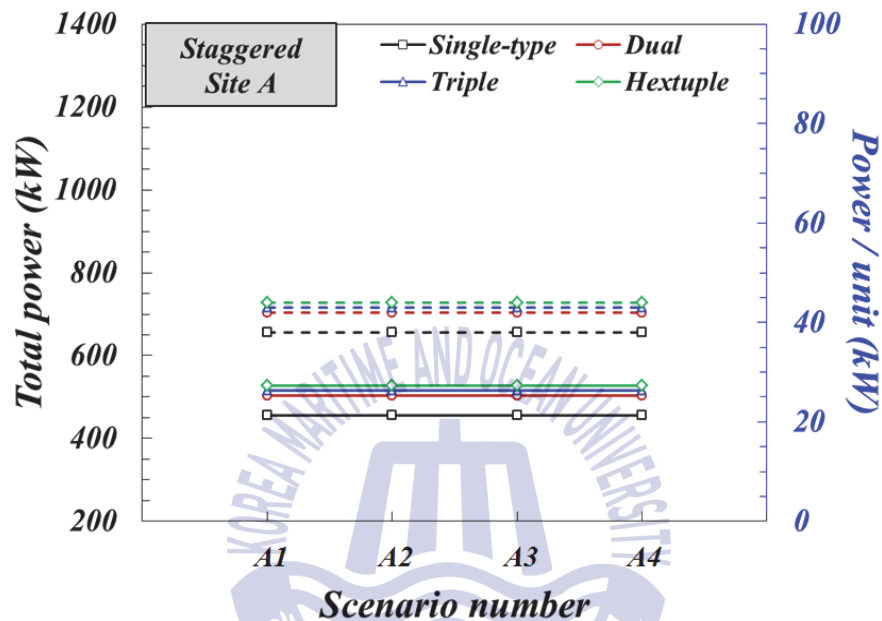 Staggered
Site A
Single-type
Dual
Triple
Hextuple
1400
1200
1000
800
600
400
200
Total power (kW)
100
80
60
40
20
0
Power / unit (kW)
A1
A2
A3
A4
Scenario number
KOREA MARITIME AND OCEAN UNIVERSITY